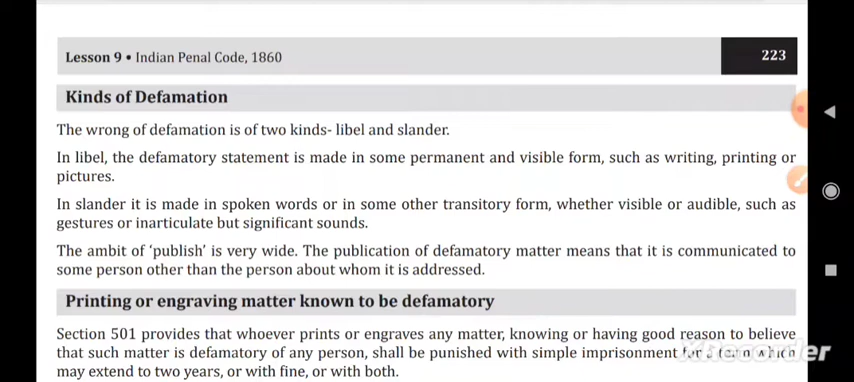 Lesson 9 • Indian Penal Code, 1860
223
Kinds of Defamation
The wrong of defamation is of two kinds- libel and slander.
In libel, the defamatory statement is made in some permanent and visible form, such as writing, printing or
pictures.
In slander it is made in spoken words or in some other transitory form, whether visible or audible, such as
gestures or inarticulate but significant sounds.
The ambit of ‘publish’ is very wide. The publication of defamatory matter means that it is communicated to
some person other than the person about whom it is addressed.
Printing or engraving matter known to be defamatory
Section 501 provides that whoever prints or engraves any matter, knowing or having good reason to believe
that such matter is defamatory of any person, shall be punished with simple imprisonment for a term which
may extend to two years, or with fine, or with both.
XRecorder